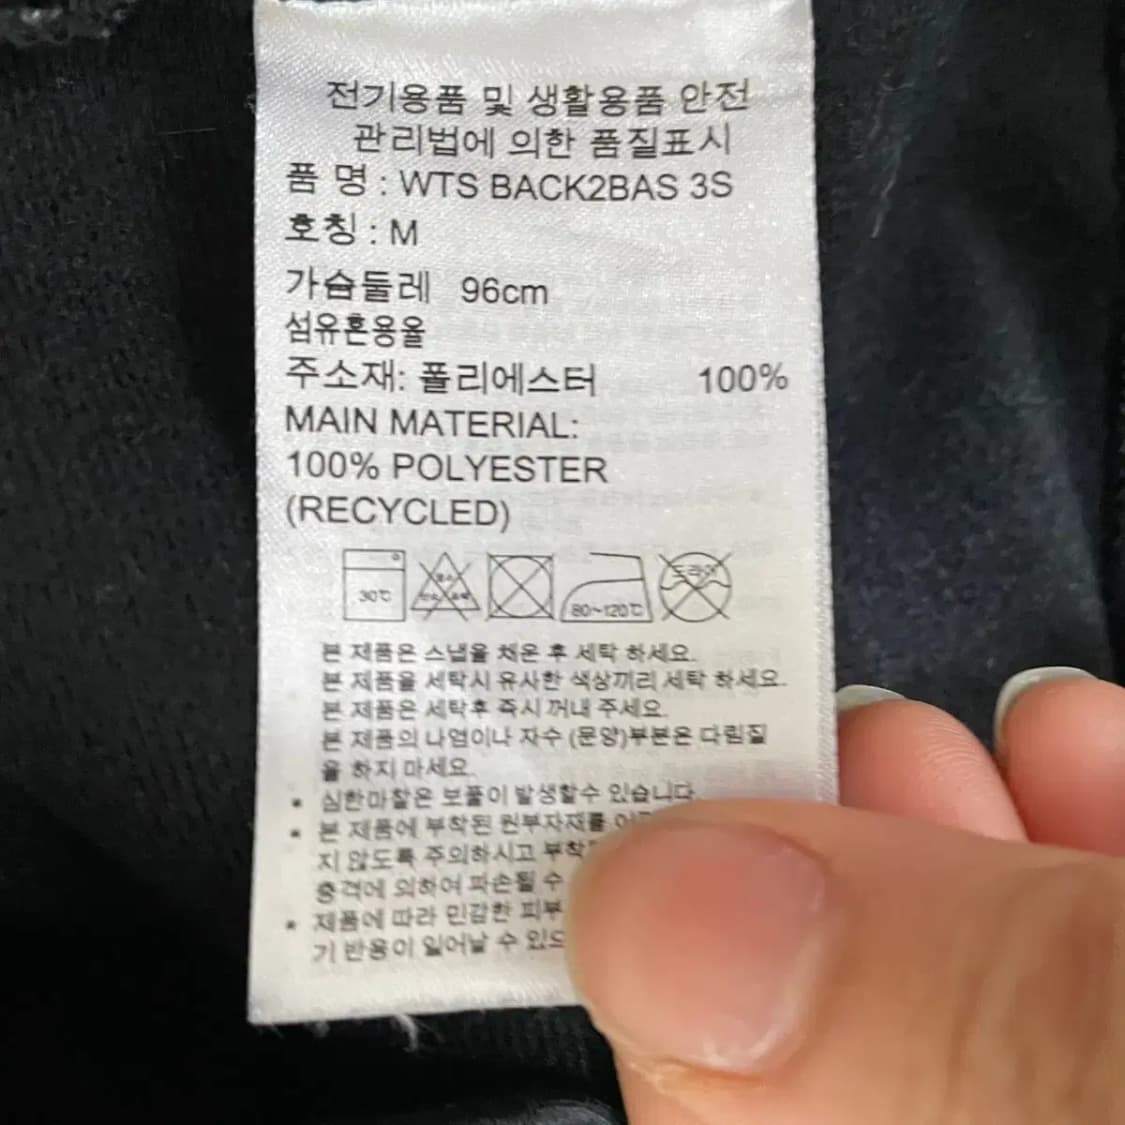 전기용품 및 생활용품 안전
관리법에 의한 품질표시
품 명 : WTS BACK2BAS 3S
호칭 : M
가슴둘레 96cm
섬유혼용율
주소재: 폴리에스터 100%
MAIN MATERIAL:
100% POLYESTER
(RECYCLED)
30℃ 80~120℃ 드라이
본 제품은 스냅을 채운 후 세탁 하세요.
본 제품을 세탁시 유사한 색상끼리 세탁 하세요.
본 제품은 세탁후 즉시 꺼내 주세요.
본 제품의 나염이나 자수 (문양)부분은 다림질
을 하지 마세요.
▪ 심한마찰은 보풀이 발생할수 있습니다.
▪ 본 제품에 부착된 원부자재를
지 않도록 주의하시고
충격에 의하여 파손될 수
▪ 제품에 따라 민감한 피부
기 반응이 일어날 수